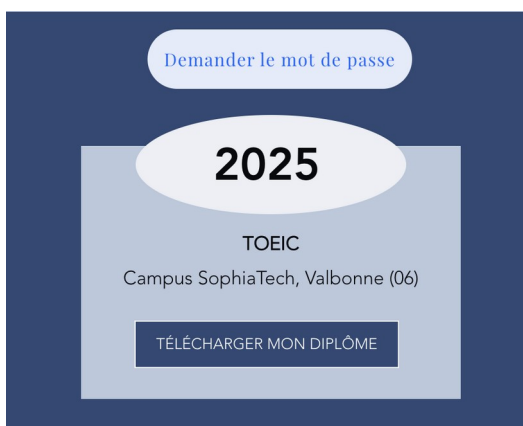 Demander le mot de passe
2025
TOEIC
Campus SophiaTech, Valbonne (06)
TÉLÉCHARGER MON DIPLÔME